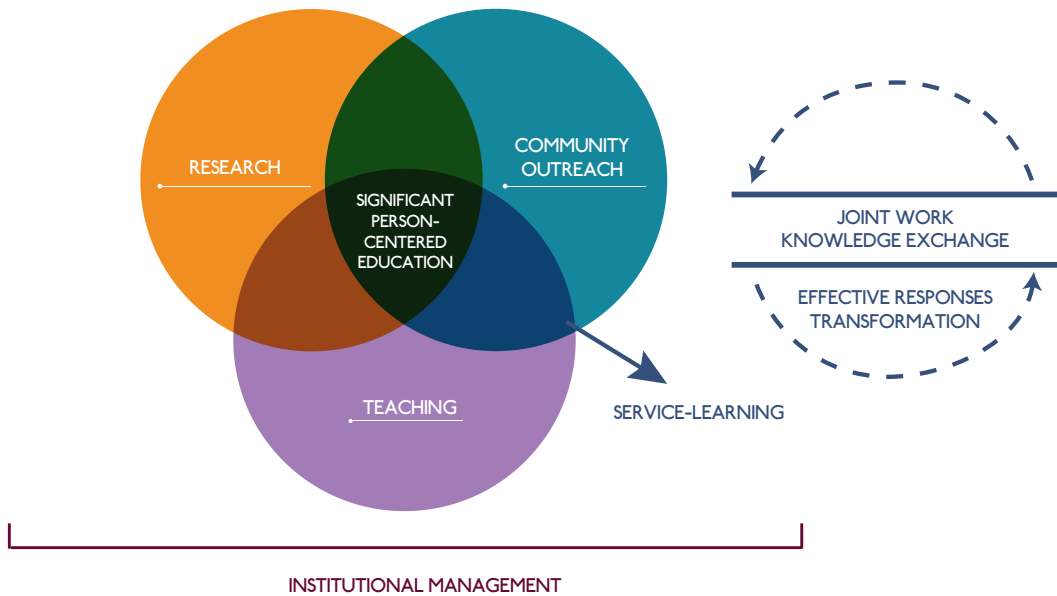 RESEARCH
COMMUNITY
OUTREACH
SIGNIFICANT
PERSON-
CENTERED
EDUCATION
TEACHING
SERVICE-LEARNING
JOINT WORK
KNOWLEDGE EXCHANGE
EFFECTIVE RESPONSES
TRANSFORMATION
INSTITUTIONAL MANAGEMENT